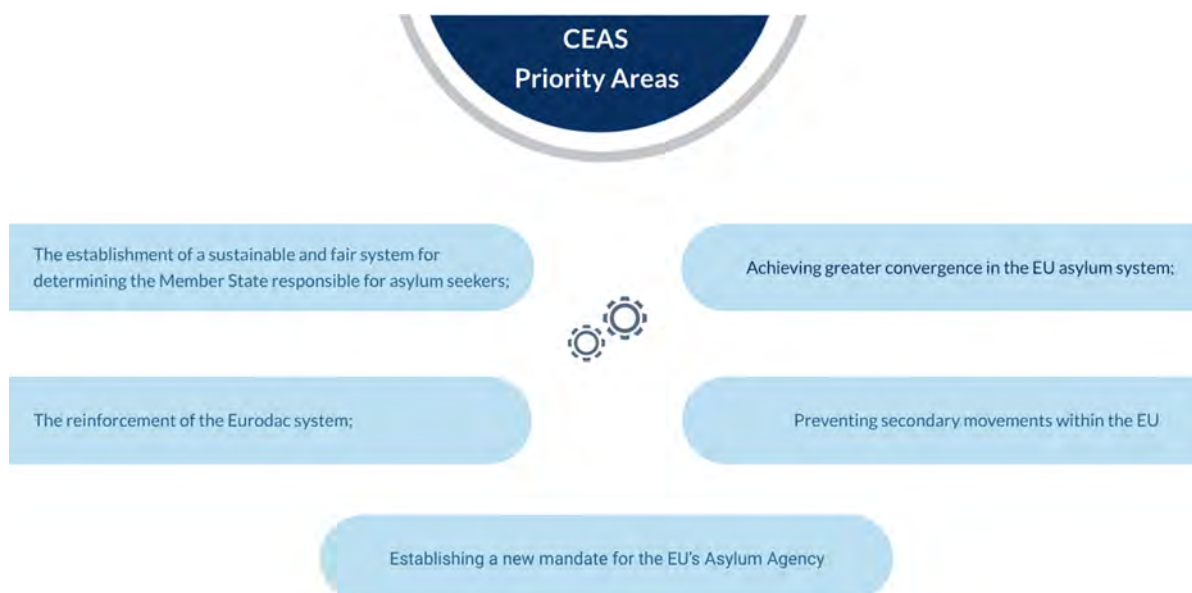 CEAS
Priority Areas
The establishment of a sustainable and fair system for
determining the Member State responsible for asylum seekers;
Achieving greater convergence in the EU asylum system;
The reinforcement of the Eurodac system;
Preventing secondary movements within the EU
Establishing a new mandate for the EU's Asylum Agency